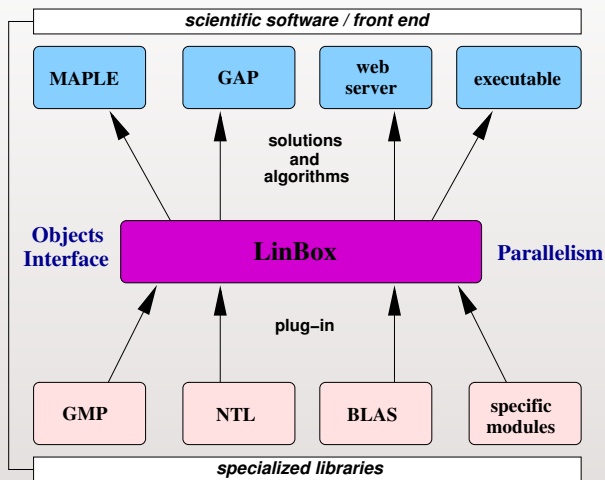 scientific software / front end
MAPLE
GAP
web
server
executable
solutions
and
algorithms
Objects
Interface
LinBox
Parallelism
plug–in
GMP
NTL
BLAS
specific
modules
specialized libraries